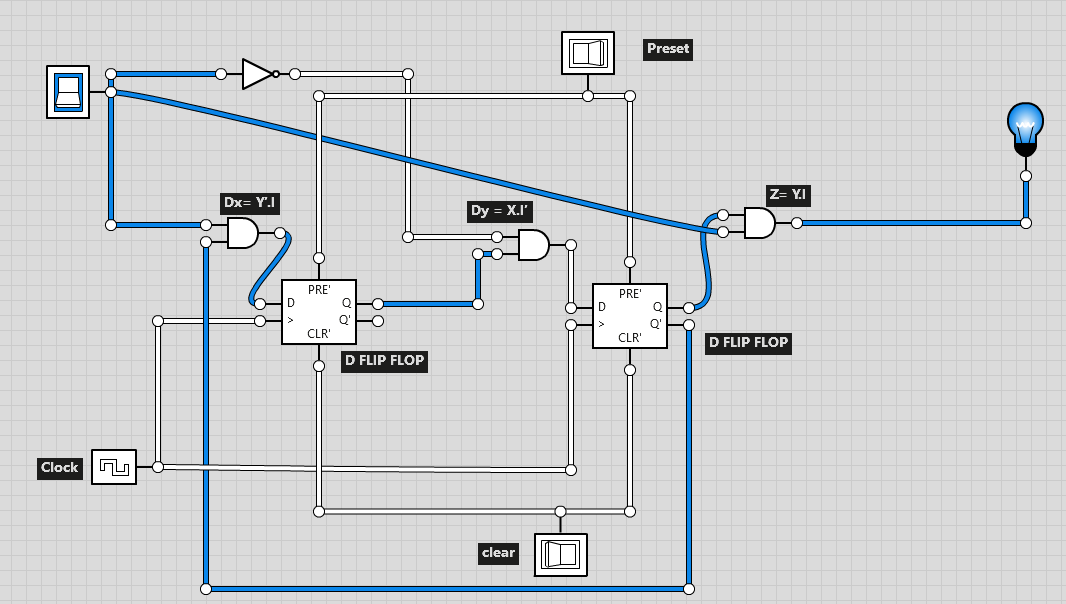 Preset
Dx= Y'.I
Dy = X.I'
Z= Y.I
PRE'
D Q
> Q'
CLR'
D FLIP FLOP
PRE'
D Q
> Q'
CLR'
D FLIP FLOP
Clock
clear